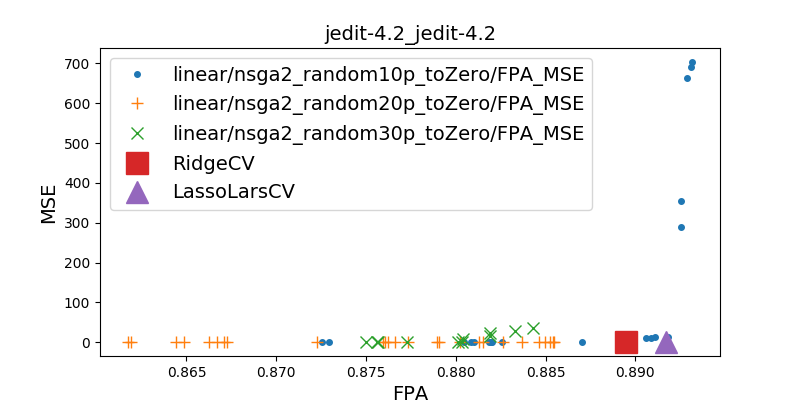 jedit-4.2_jedit-4.2
linear/nsga2_random10p_toZero/FPA_MSE
linear/nsga2_random20p_toZero/FPA_MSE
linear/nsga2_random30p_toZero/FPA_MSE
RidgeCV
LassoLarsCV
MSE
700
600
500
400
300
200
100
0
0.865 0.870 0.875 0.880 0.885 0.890
FPA